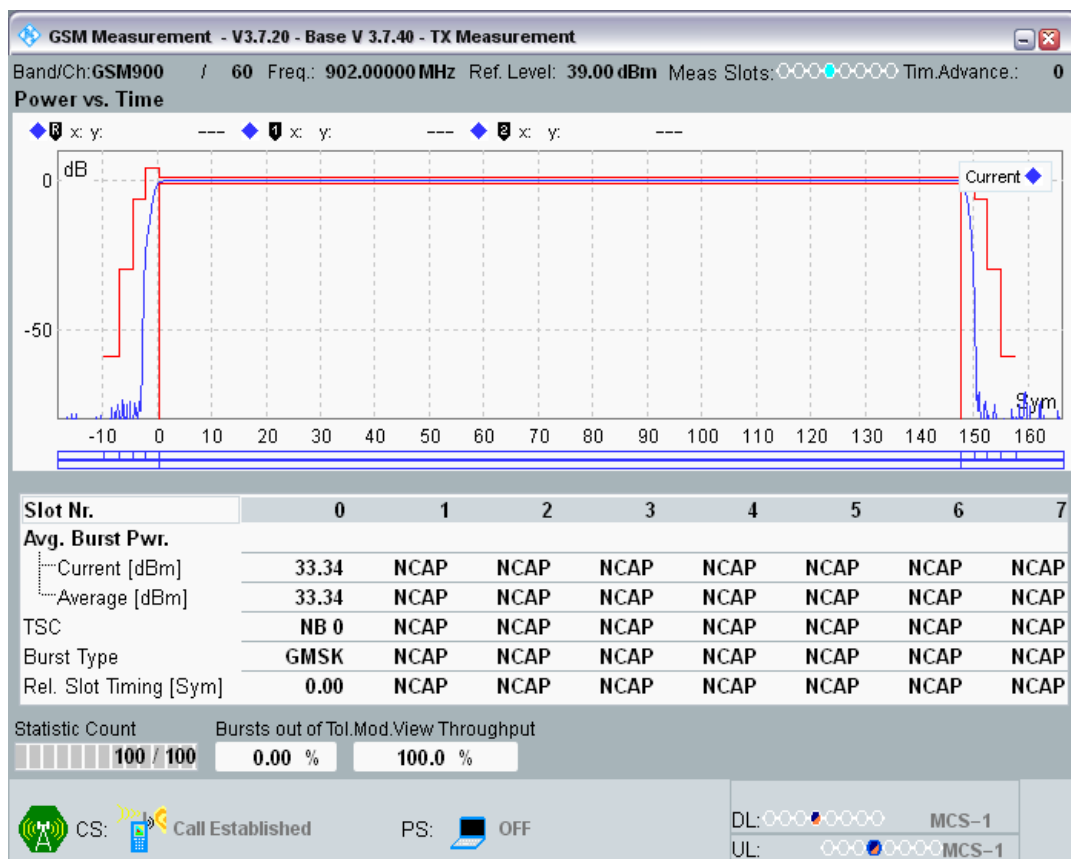 GSM Measurement - V3.7.20 - Base V 3.7.40 - TX Measurement
Band/Ch:GSM900 / 60 Freq.: 902.00000 MHz Ref. Level: 39.00 dBm Meas Slots: Tim.Advance.: 0
Power vs. Time
R x: y: --- 1 x: y: --- 2 x: y: ---
dB
Current
0
-50
Sym
-10 0 10 20 30 40 50 60 70 80 90 100 110 120 130 140 150 160
Slot Nr. 0 1 2 3 4 5 6 7
Avg. Burst Pwr.
Current [dBm] 33.34 NCAP NCAP NCAP NCAP NCAP NCAP NCAP
Average [dBm] 33.34 NCAP NCAP NCAP NCAP NCAP NCAP NCAP
TSC NB 0 NCAP NCAP NCAP NCAP NCAP NCAP NCAP
Burst Type GMSK NCAP NCAP NCAP NCAP NCAP NCAP NCAP
Rel. Slot Timing [Sym] 0.00 NCAP NCAP NCAP NCAP NCAP NCAP NCAP
Statistic Count Bursts out of Tol. Mod.View Throughput
100 / 100 0.00 % 100.0 %
CS: Call Established PS: OFF
DL: MCS-1
UL: MCS-1